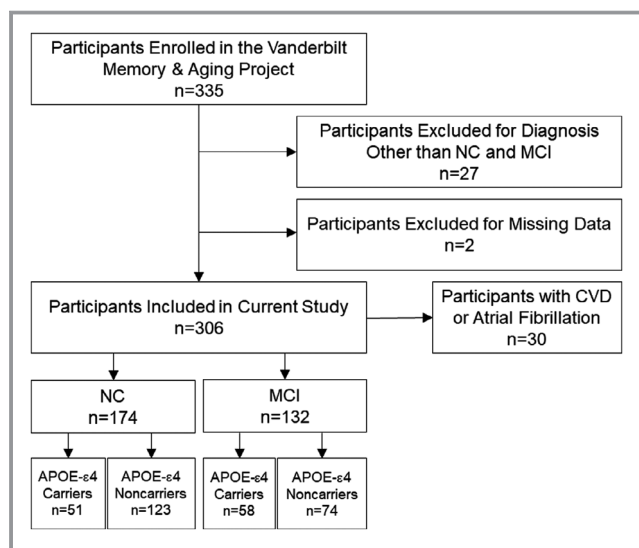 Participants Enrolled in the Vanderbilt
Memory & Aging Project
n=335
Participants Excluded for Diagnosis
Other than NC and MCI
n=27
Participants Excluded for Missing Data
n=2
Participants Included in Current Study
n=306
Participants with CVD
or Atrial Fibrillation
n=30
NC
n=174
MCI
n=132
APOE-ε4
Carriers
n=51
APOE-ε4
Noncarriers
n=123
APOE-ε4
Carriers
n=58
APOE-ε4
Noncarriers
n=74